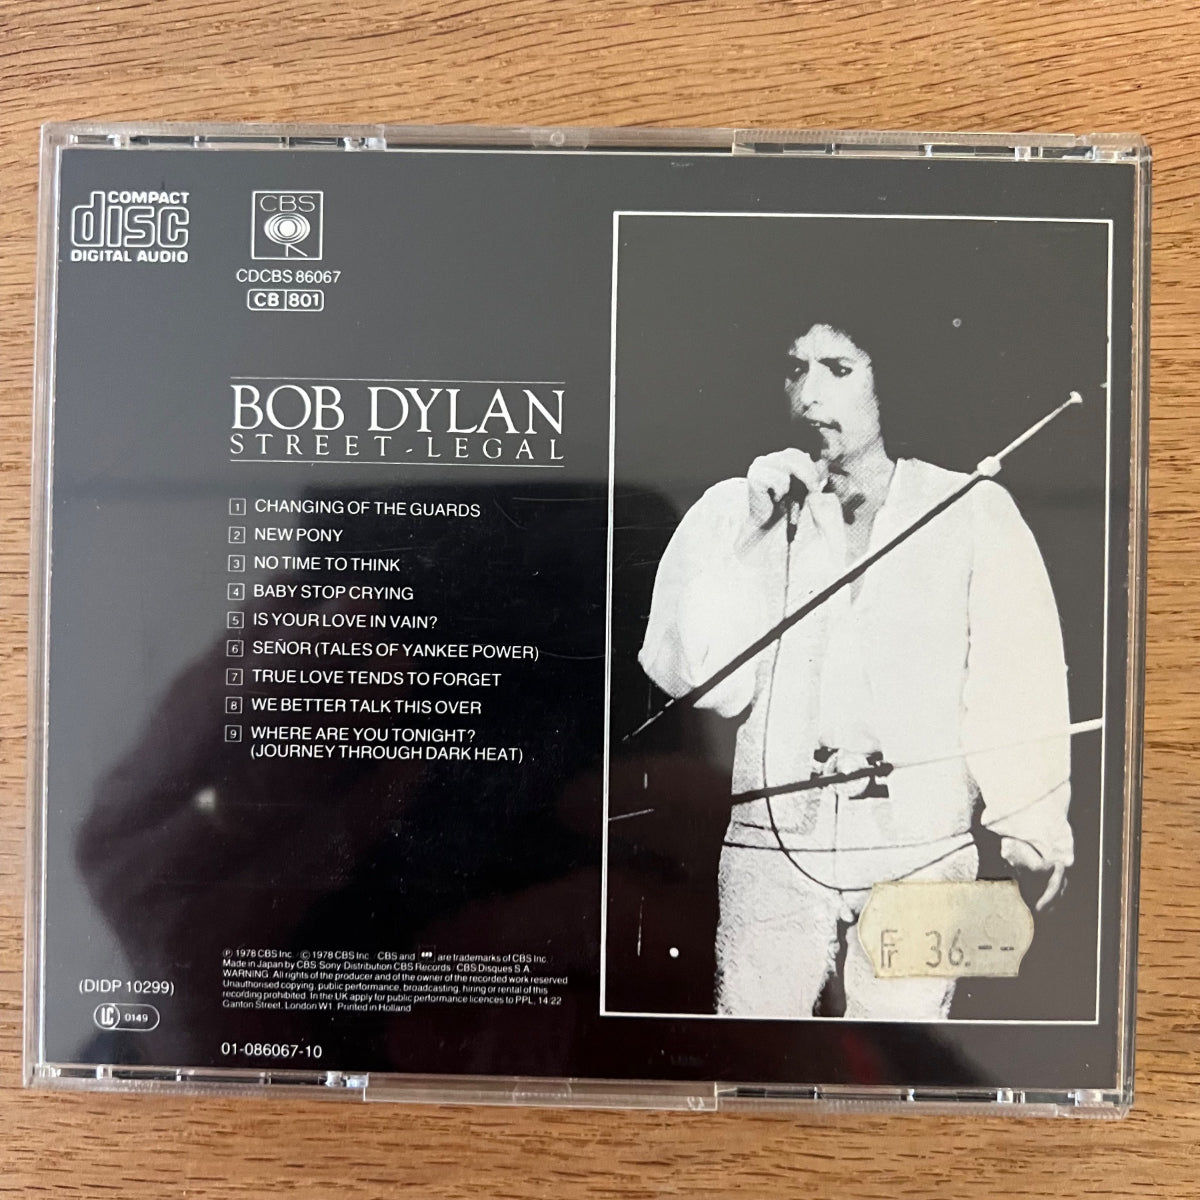 COMPACT
disc
DIGITAL AUDIO
CBS
CDCBS 86067
CB 801
BOB DYLAN
STREET-LEGAL
1 CHANGING OF THE GUARDS
2 NEW PONY
3 NO TIME TO THINK
4 BABY STOP CRYING
5 IS YOUR LOVE IN VAIN?
6 SEÑOR (TALES OF YANKEE POWER)
7 TRUE LOVE TENDS TO FORGET
8 WE BETTER TALK THIS OVER
9 WHERE ARE YOU TONIGHT?
(JOURNEY THROUGH DARK HEAT)
Fr 36.--
℗ 1978 CBS Inc. © 1978 CBS Inc. CBS and are trademarks of CBS Inc.
Made in Japan by CBS/Sony Distribution CBS Records / CBS Disques S.A.
WARNING: All rights of the producer and of the owner of the recorded work reserved
Unauthorised copying, public performance, broadcasting, hiring or rental of this
recording prohibited. In the UK apply for public performance licences to PPL, 14-22
Ganton Street, London W1. Printed in Holland
(DIDP 10299)
LC 0149
01-086067-10